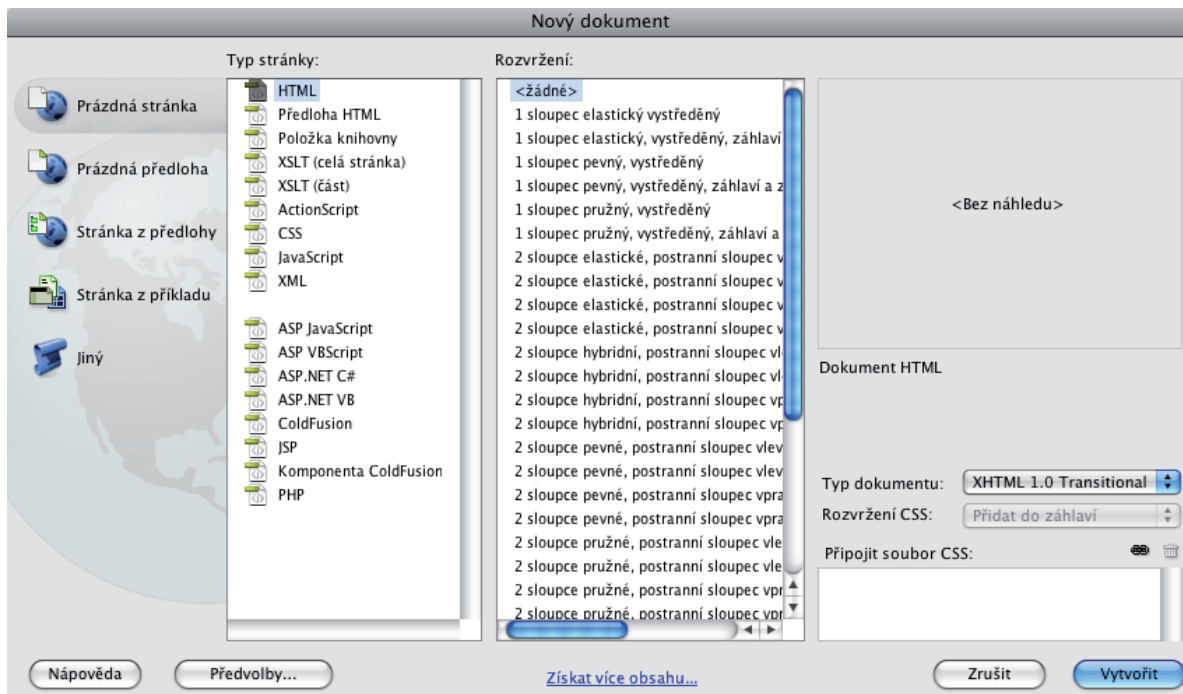 Nový dokument
Typ stránky:
Rozvržení:
Prázdná stránka
Prázdná předloha
Stránka z předlohy
Stránka z příkladu
Jiný
HTML
Předloha HTML
Položka knihovny
XSLT (celá stránka)
XSLT (část)
ActionScript
CSS
JavaScript
XML
ASP JavaScript
ASP VBScript
ASP.NET C#
ASP.NET VB
ColdFusion
JSP
Komponenta ColdFusion
PHP
<žádné>
1 sloupec elastický vystředěný
1 sloupec elastický, vystředěný, záhlaví
1 sloupec pevný, vystředěný
1 sloupec pevný, vystředěný, záhlaví a z
1 sloupec pružný, vystředěný
1 sloupec pružný, vystředěný, záhlaví a
2 sloupce elastické, postranní sloupec v
2 sloupce elastické, postranní sloupec v
2 sloupce elastické, postranní sloupec v
2 sloupce elastické, postranní sloupec v
2 sloupce hybridní, postranní sloupec vl
2 sloupce hybridní, postranní sloupec vl
2 sloupce hybridní, postranní sloupec vp
2 sloupce hybridní, postranní sloupec vp
2 sloupce pevné, postranní sloupec vlev
2 sloupce pevné, postranní sloupec vlev
2 sloupce pevné, postranní sloupec vpra
2 sloupce pevné, postranní sloupec vpra
2 sloupce pružné, postranní sloupec vle
2 sloupce pružné, postranní sloupec vle
2 sloupce pružné, postranní sloupec vpr
2 sloupce pružné, postranní sloupec vpr
<Bez náhledu>
Dokument HTML
Typ dokumentu: XHTML 1.0 Transitional
Rozvržení CSS: Přidat do záhlaví
Připojit soubor CSS:
Nápověda
Předvolby...
Získat více obsahu...
Zrušit
Vytvořit